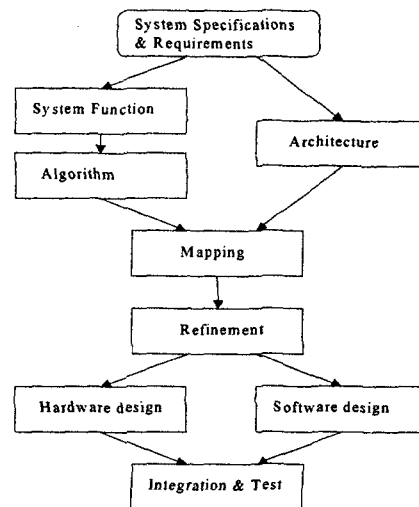 System Specifications
& Requirements
System Function
Architecture
Algorithm
Mapping
Refinement
Hardware design
Software design
Integration & Test